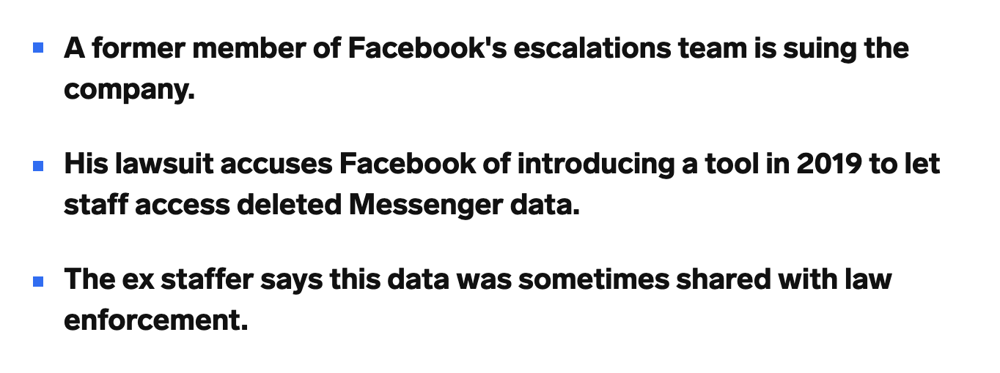 A former member of Facebook's escalations team is suing the
company.
His lawsuit accuses Facebook of introducing a tool in 2019 to let
staff access deleted Messenger data.
The ex staffer says this data was sometimes shared with law
enforcement.